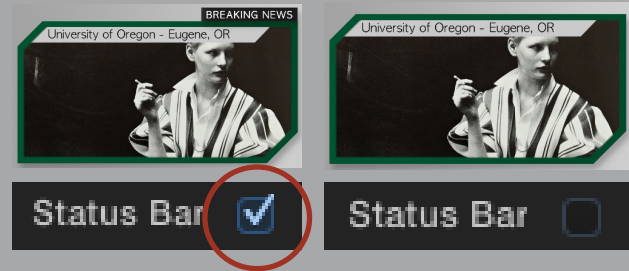 BREAKING NEWS
University of Oregon - Eugene, OR
University of Oregon - Eugene, OR
Status Bar
Status Bar